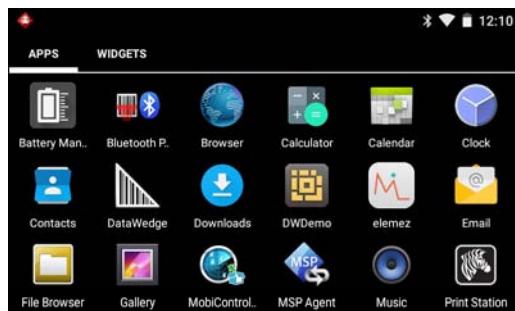 12:10
APPS WIDGETS
Battery Man.. Bluetooth P.. Browser Calculator Calendar Clock
Contacts DataWedge Downloads DWDemo elemez Email
MSP
File Browser Gallery MobiControl.. MSP Agent Music Print Station